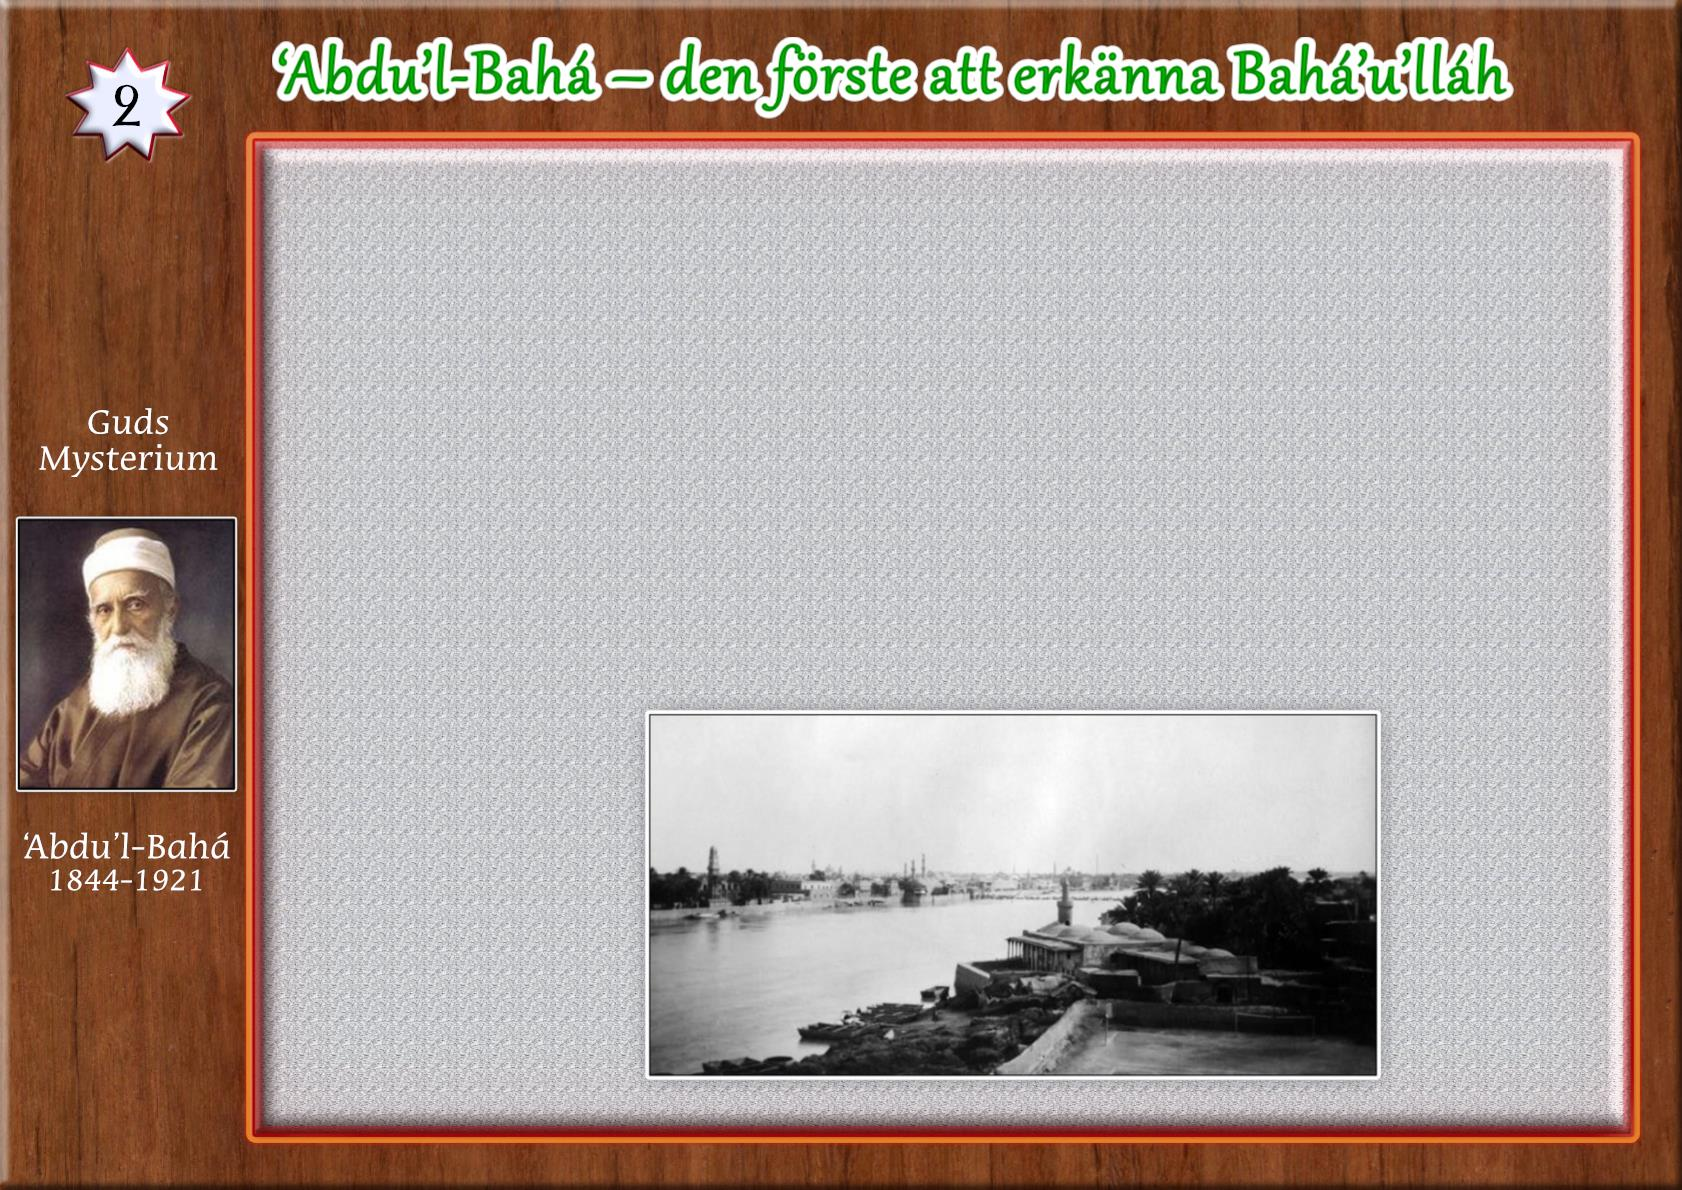 2
‘Abdu’l-Bahá – den förste att erkänna Bahá’u’lláh
Guds
Mysterium
‘Abdu’l-Bahá
1844-1921